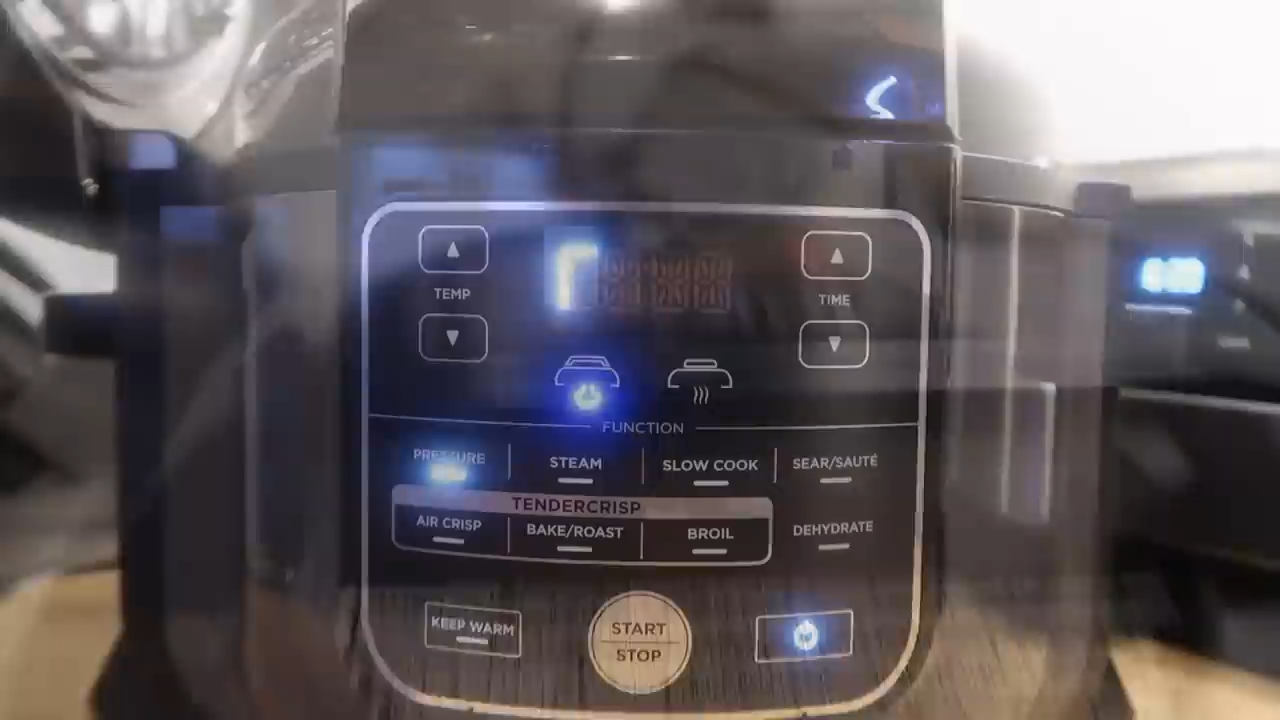 TEMP
TIME
FUNCTION
PRESSURE
STEAM
SLOW COOK
SEAR/SAUTÉ
TENDERCRISP
AIR CRISP
BAKE/ROAST
BROIL
DEHYDRATE
KEEP WARM
START
STOP